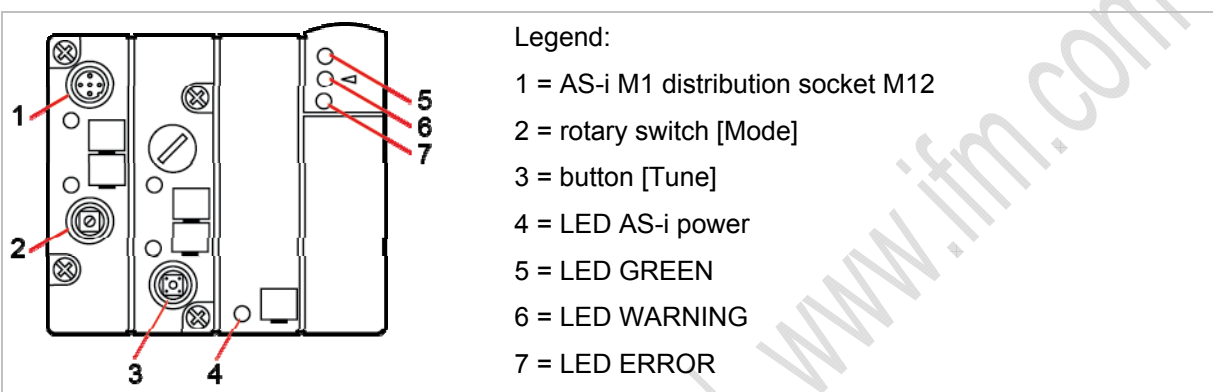 Legend:
1 = AS-i M1 distribution socket M12
2 = rotary switch [Mode]
3 = button [Tune]
4 = LED AS-i power
5 = LED GREEN
6 = LED WARNING
7 = LED ERROR
1
2
3
4
5
6
7
www.ifm.com